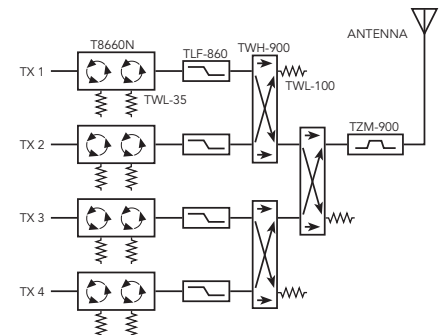 ANTENNA
T8660N
TLF-860
TWH-900
TX 1
TWL-35
TWL-100
TZM-900
TX 2
TX 3
TX 4